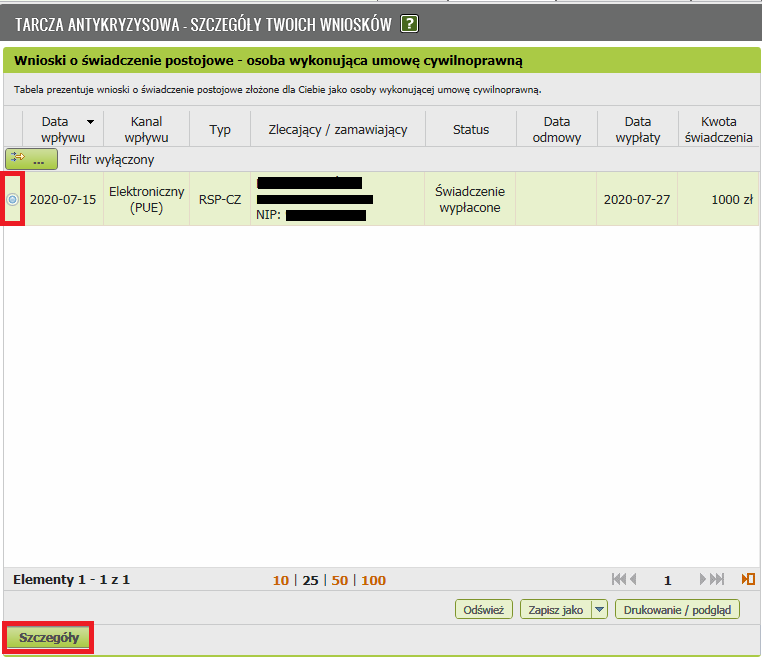 TARCZA ANTYKRYZYSOWA - SZCZEGÓŁY TWOICH WNIOSKÓW ?
Wnioski o świadczenie postojowe - osoba wykonująca umowę cywilnoprawną
Tabela prezentuje wnioski o świadczenie postojowe złożone dla Ciebie jako osoby wykonującej umowę cywilnoprawną.
Data wpływu
Kanał wpływu
Typ
Zlecający / zamawiający
Status
Data odmowy
Data wypłaty
Kwota świadczenia
... Filtr wyłączony
2020-07-15
Elektroniczny (PUE)
RSP-CZ
NIP:
Świadczenie wypłacone
2020-07-27
1000 zł
Elementy 1 - 1 z 1
10 | 25 | 50 | 100
1
Odśwież
Zapisz jako
Drukowanie / podgląd
Szczegóły